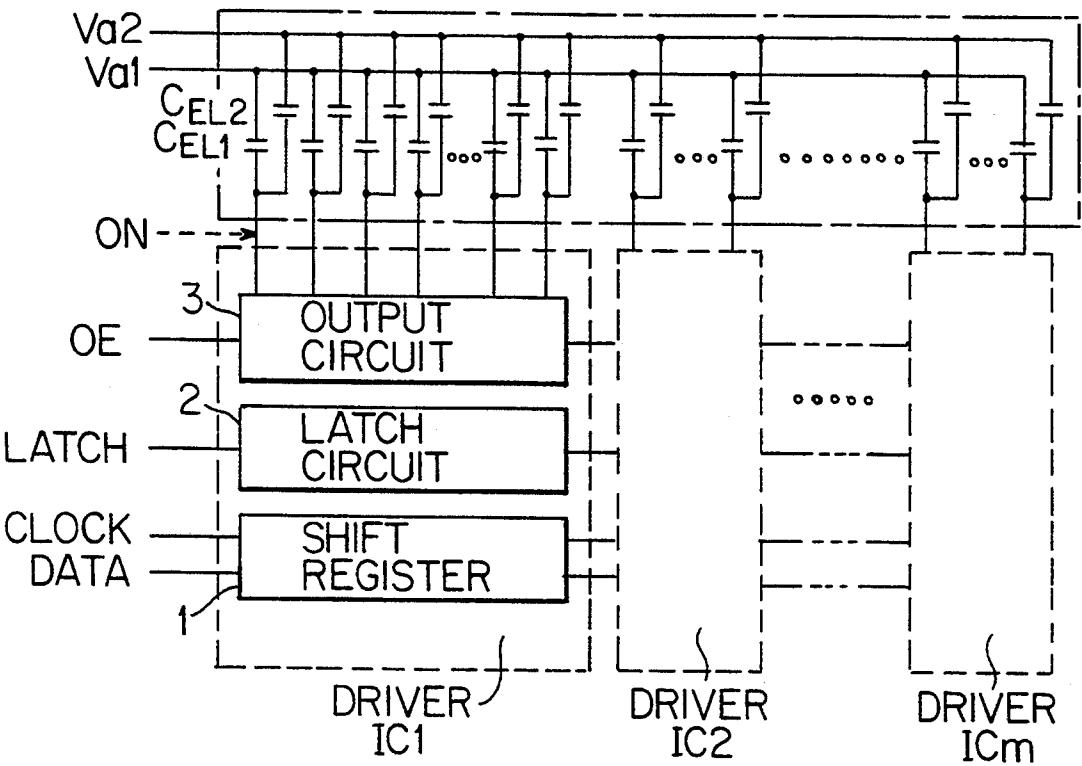 Va2
Va1
CEL2
CEL1
ON
3
OE
OUTPUT
CIRCUIT
2
LATCH
LATCH
CIRCUIT
CLOCK
DATA
SHIFT
REGISTER
1
DRIVER
IC1
DRIVER
IC2
DRIVER
ICm